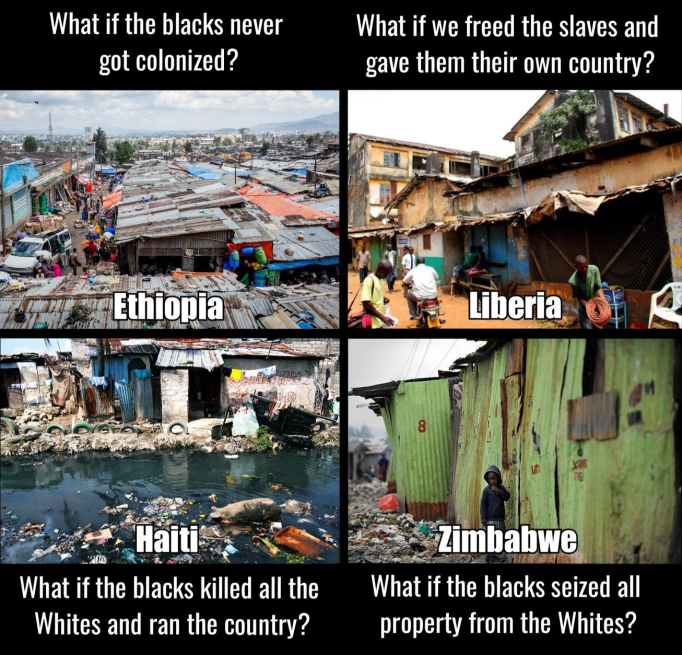 What if the blacks never
got colonized?
What if we freed the slaves and
gave them their own country?
Ethiopia
Liberia
8
Haiti
Zimbabwe
What if the blacks killed all the
Whites and ran the country?
What if the blacks seized all
property from the Whites?